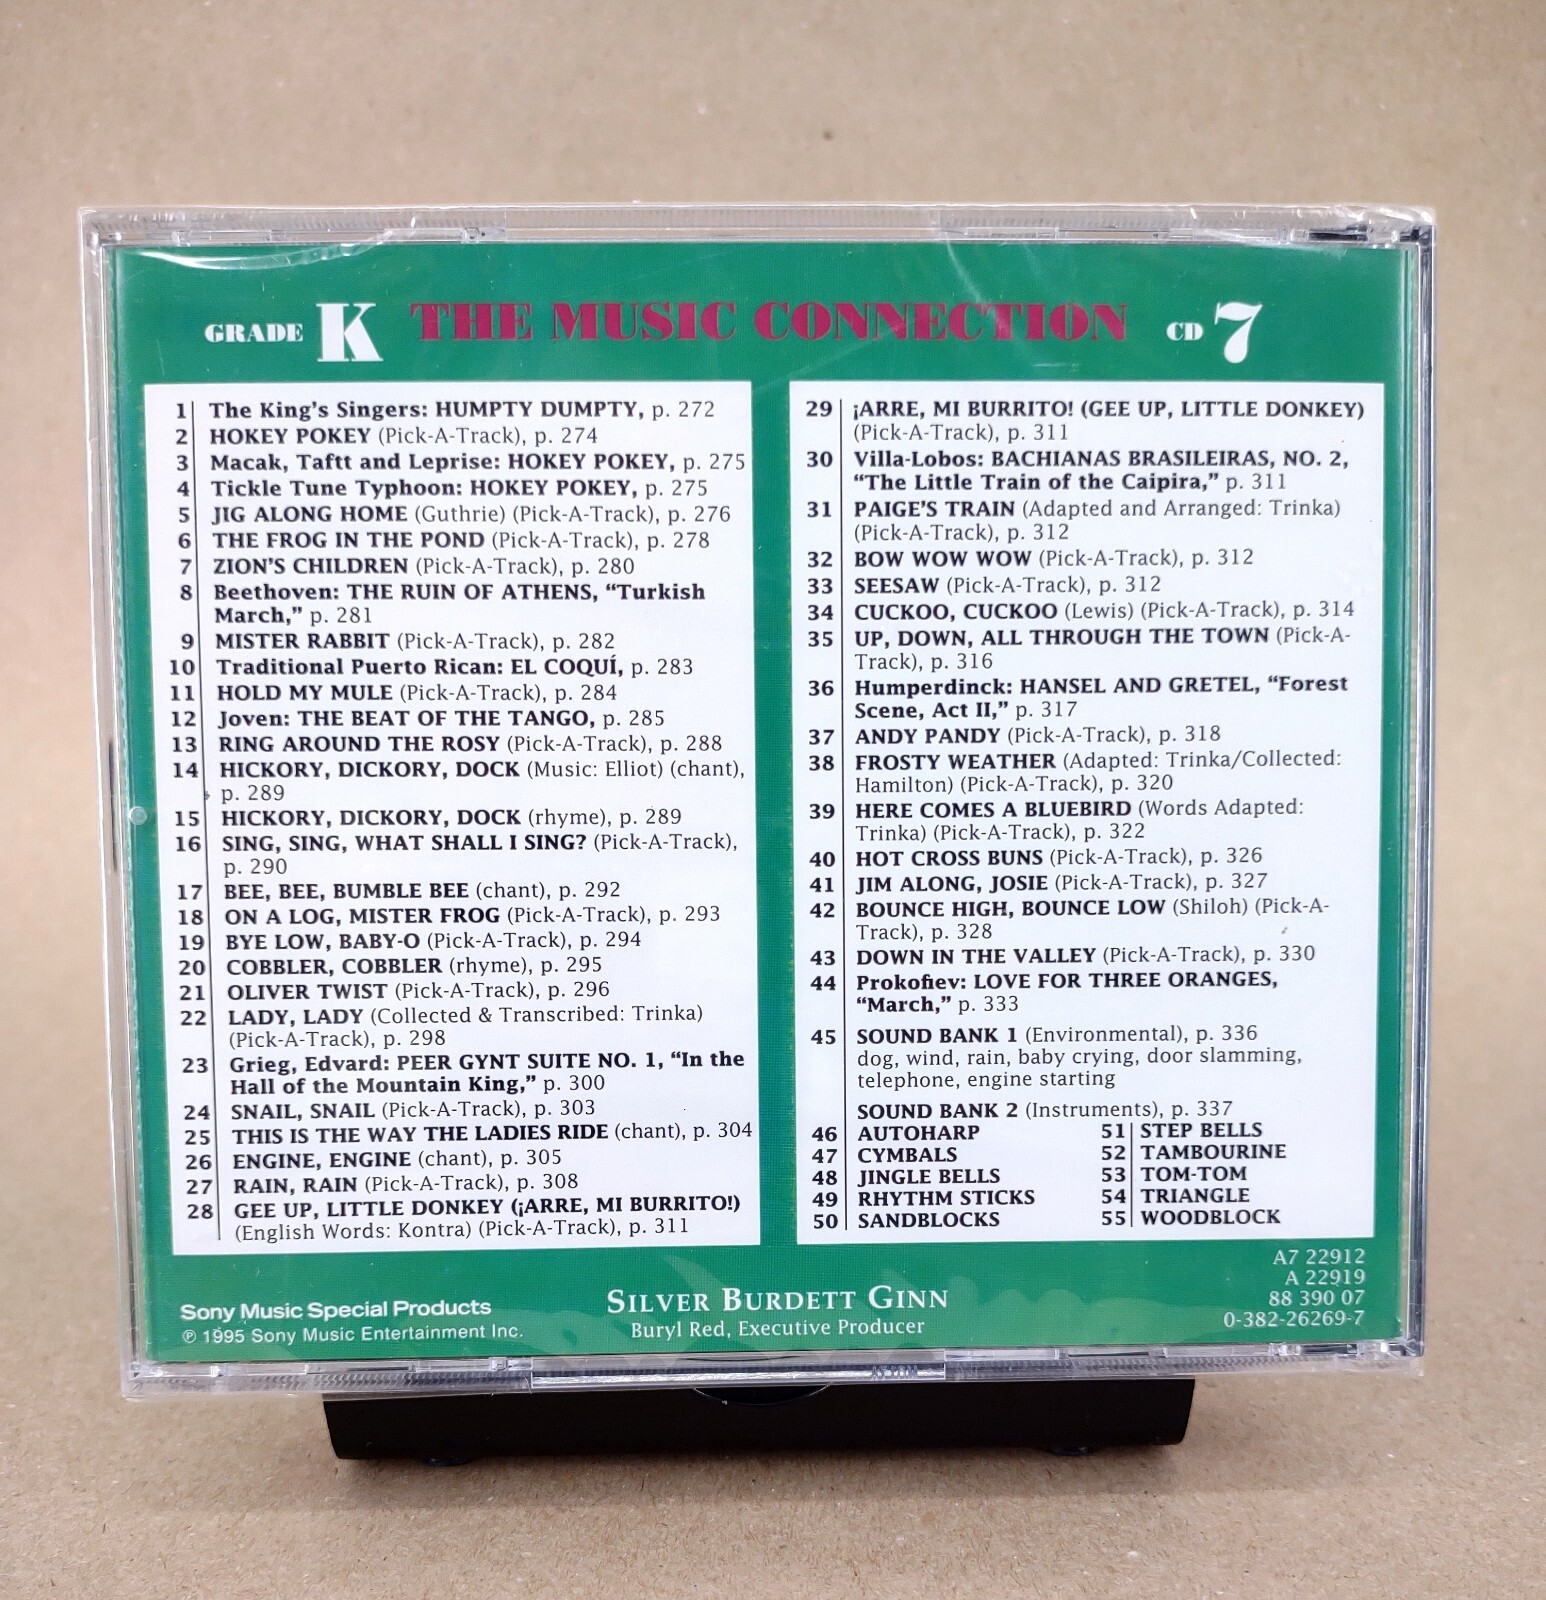 GRADE K THE MUSIC CONNECTION CD 7
1 The King's Singers: HUMPTY DUMPTY, p. 272
2 HOKEY POKEY (Pick-A-Track), p. 274
3 Macak, Taftt and Leprise: HOKEY POKEY, p. 275
4 Tickle Tune Typhoon: HOKEY POKEY, p. 275
5 JIG ALONG HOME (Guthrie) (Pick-A-Track), p. 276
6 THE FROG IN THE POND (Pick-A-Track), p. 278
7 ZION'S CHILDREN (Pick-A-Track), p. 280
8 Beethoven: THE RUIN OF ATHENS, “Turkish
March,” p. 281
9 MISTER RABBIT (Pick-A-Track), p. 282
10 Traditional Puerto Rican: EL COQUÍ, p. 283
11 HOLD MY MULE (Pick-A-Track), p. 284
12 Joven: THE BEAT OF THE TANGO, p. 285
13 RING AROUND THE ROSY (Pick-A-Track), p. 288
14 HICKORY, DICKORY, DOCK (Music: Elliot) (chant),
p. 289
15 HICKORY, DICKORY, DOCK (rhyme), p. 289
16 SING, SING, WHAT SHALL I SING? (Pick-A-Track),
p. 290
17 BEE, BEE, BUMBLE BEE (chant), p. 292
18 ON A LOG, MISTER FROG (Pick-A-Track), p. 293
19 BYE LOW, BABY-O (Pick-A-Track), p. 294
20 COBBLER, COBBLER (rhyme), p. 295
21 OLIVER TWIST (Pick-A-Track), p. 296
22 LADY, LADY (Collected & Transcribed: Trinka)
(Pick-A-Track), p. 298
23 Grieg, Edvard: PEER GYNT SUITE NO. 1, “In the
Hall of the Mountain King,” p. 300
24 SNAIL, SNAIL (Pick-A-Track), p. 303
25 THIS IS THE WAY THE LADIES RIDE (chant), p. 304
26 ENGINE, ENGINE (chant), p. 305
27 RAIN, RAIN (Pick-A-Track), p. 308
28 GEE UP, LITTLE DONKEY (¡ARRE, MI BURRITO!)
(English Words: Kontra) (Pick-A-Track), p. 311
29 ¡ARRE, MI BURRITO! (GEE UP, LITTLE DONKEY)
(Pick-A-Track), p. 311
30 Villa-Lobos: BACHIANAS BRASILEIRAS, NO. 2,
“The Little Train of the Caipira,” p. 311
31 PAIGE'S TRAIN (Adapted and Arranged: Trinka)
(Pick-A-Track), p. 312
32 BOW WOW WOW (Pick-A-Track), p. 312
33 SEESAW (Pick-A-Track), p. 312
34 CUCKOO, CUCKOO (Lewis) (Pick-A-Track), p. 314
35 UP, DOWN, ALL THROUGH THE TOWN (Pick-A-
Track), p. 316
36 Humperdinck: HANSEL AND GRETEL, “Forest
Scene, Act II,” p. 317
37 ANDY PANDY (Pick-A-Track), p. 318
38 FROSTY WEATHER (Adapted: Trinka/Collected:
Hamilton) (Pick-A-Track), p. 320
39 HERE COMES A BLUEBIRD (Words Adapted:
Trinka) (Pick-A-Track), p. 322
40 HOT CROSS BUNS (Pick-A-Track), p. 326
41 JIM ALONG, JOSIE (Pick-A-Track), p. 327
42 BOUNCE HIGH, BOUNCE LOW (Shiloh) (Pick-A-
Track), p. 328
43 DOWN IN THE VALLEY (Pick-A-Track), p. 330
44 Prokofiev: LOVE FOR THREE ORANGES,
“March,” p. 333
45 SOUND BANK 1 (Environmental), p. 336
dog, wind, rain, baby crying, door slamming,
telephone, engine starting
SOUND BANK 2 (Instruments), p. 337
46 AUTOHARP 51 STEP BELLS
47 CYMBALS 52 TAMBOURINE
48 JINGLE BELLS 53 TOM-TOM
49 RHYTHM STICKS 54 TRIANGLE
50 SANDBLOCKS 55 WOODBLOCK
Sony Music Special Products
℗ 1995 Sony Music Entertainment Inc.
SILVER BURDETT GINN
Buryl Red, Executive Producer
A7 22912
A 22919
88 390 07
0-382-26269-7